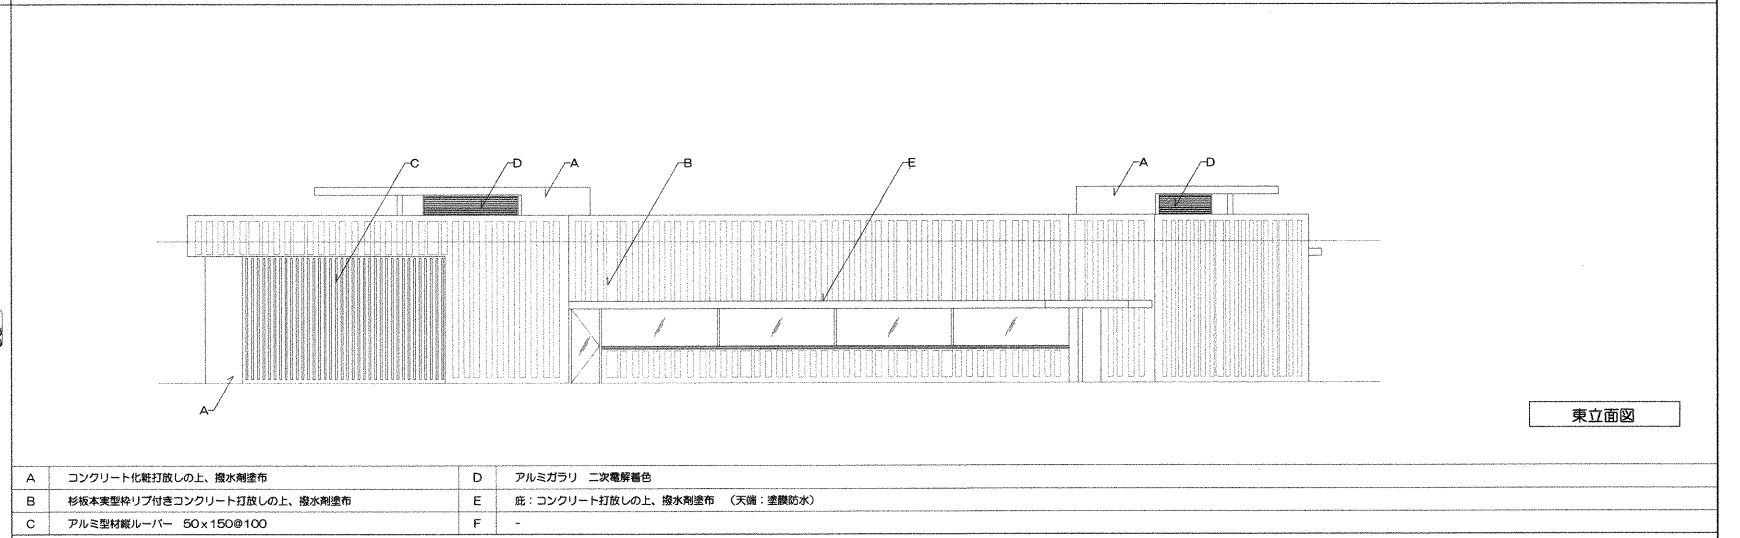 C
D
A
B
E
A
D
A
東立面図
A コンクリート化粧打放しの上、撥水剤塗布
D アルミガラリ 二次電解着色
B 杉板本実型枠リブ付きコンクリート打放しの上、撥水剤塗布
E 庇：コンクリート打放しの上、撥水剤塗布 （天端：塗膜防水）
C アルミ型材縦ルーバー 50x150@100
F -